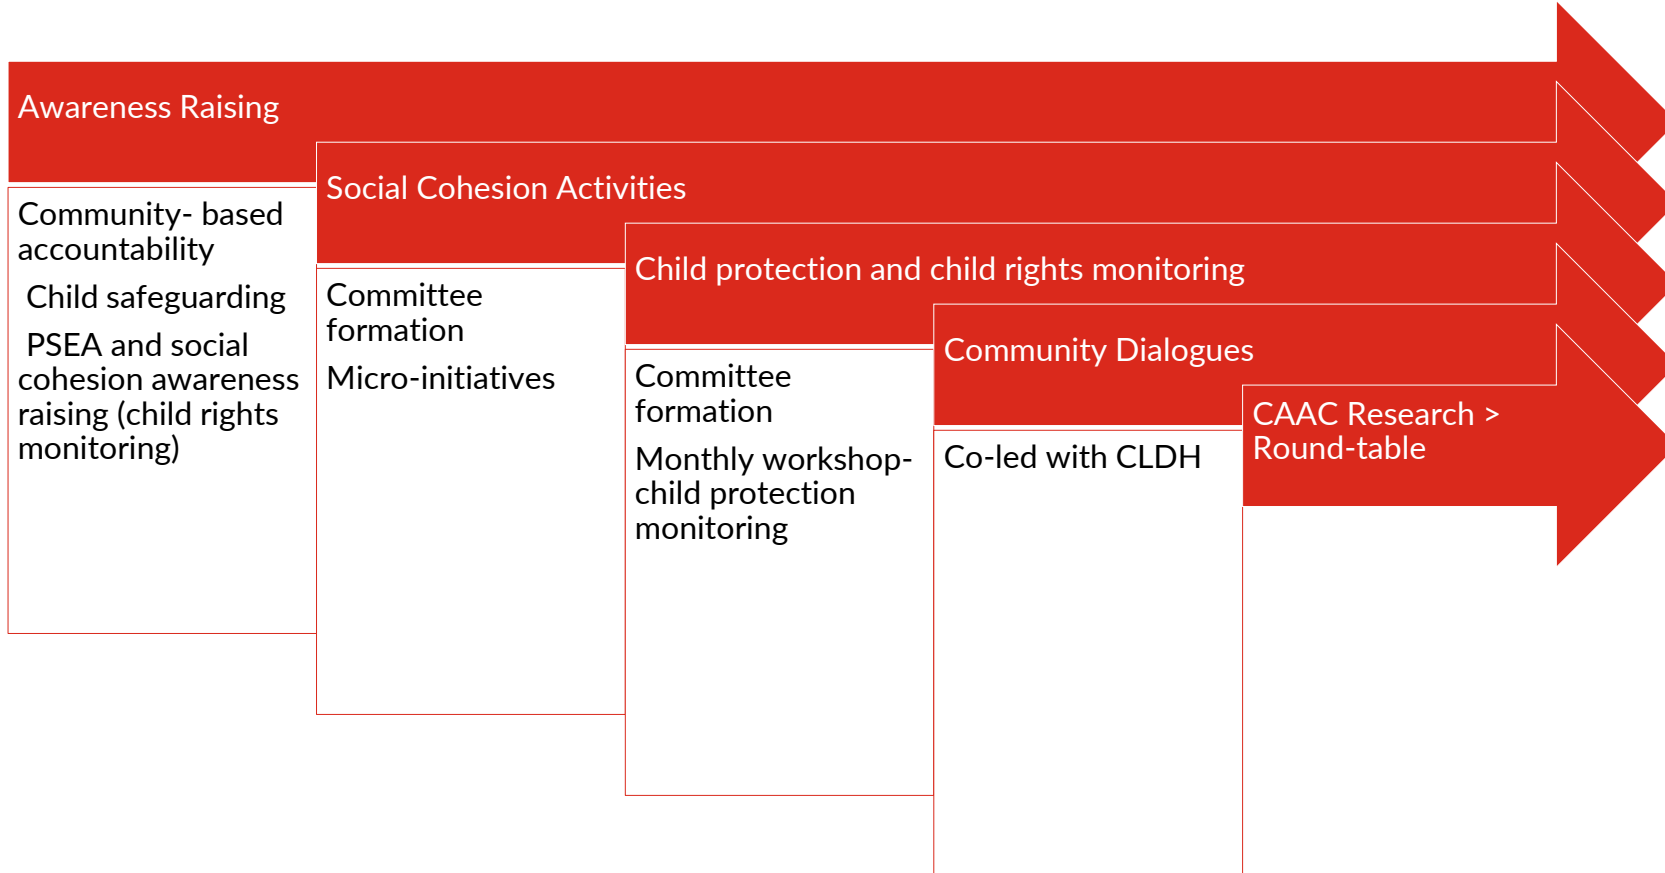 Awareness Raising
Community- based
accountability
Child safeguarding
PSEA and social
cohesion awareness
raising (child rights
monitoring)
Social Cohesion Activities
Committee
formation
Micro-initiatives
Child protection and child rights monitoring
Committee
formation
Monthly workshop-
child protection
monitoring
Community Dialogues
Co-led with CLDH
CAAC Research >
Round-table